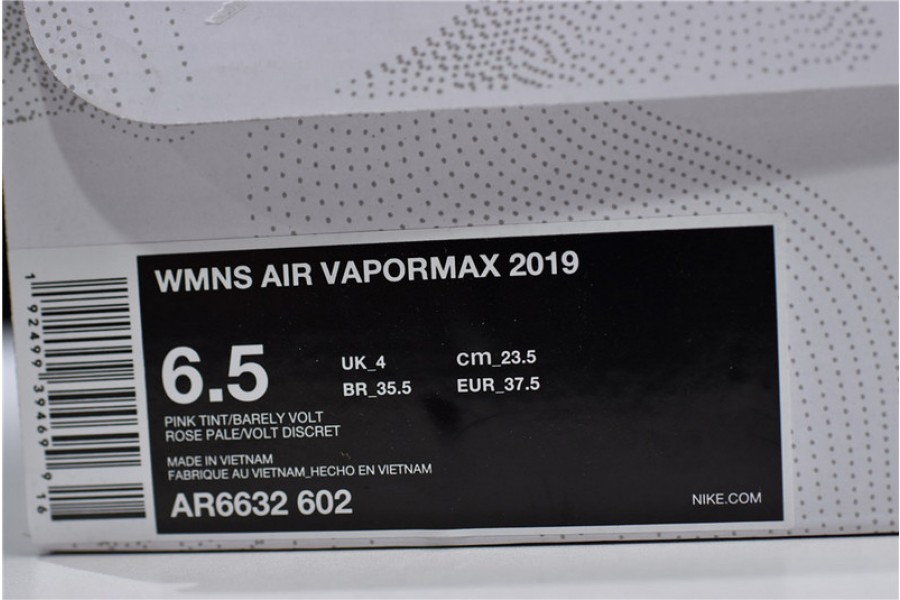 WMNS AIR VAPORMAX 2019
6.5
UK_4
cm_23.5
BR_35.5
EUR_37.5
PINK TINT/BARELY VOLT
ROSE PALE/VOLT DISCRET
MADE IN VIETNAM
FABRIQUE AU VIETNAM_HECHO EN VIETNAM
AR6632 602
NIKE.COM
1 92499 39469 9 16